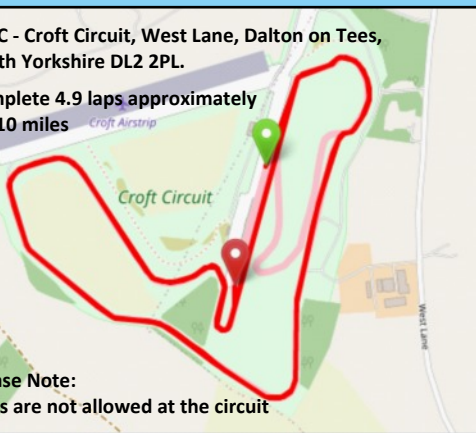 C - Croft Circuit, West Lane, Dalton on Tees,
th Yorkshire DL2 2PL.
mplete 4.9 laps approximately
10 miles
Croft Airstrip
Croft Circuit
West Lane
ase Note:
s are not allowed at the circuit